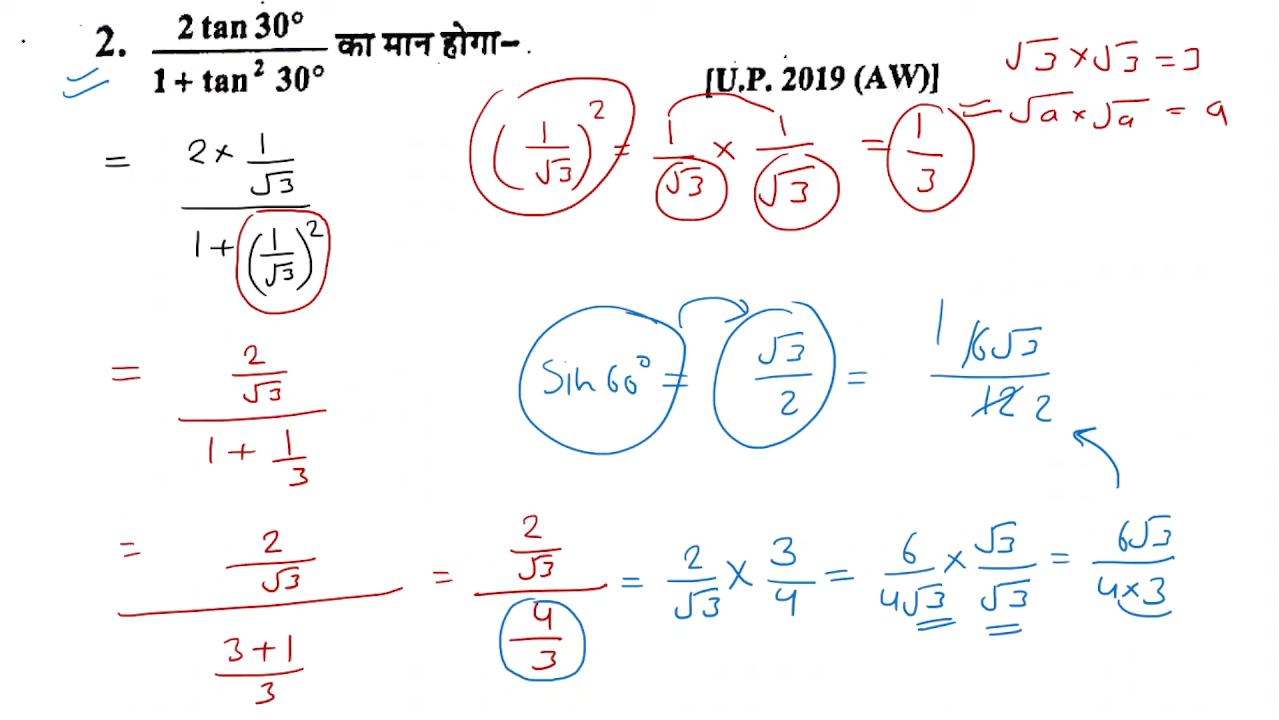 2. 2 tan 30° / 1 + tan² 30° का मान होगा–
[U.P. 2019 (AW)]
√3 × √3 = 3
= √a × √a = a
= 2 × 1/√3 / 1 + (1/√3)²
(1/√3)² = 1/√3 × 1/√3 = 1/3
= 2/√3 / 1 + 1/3
Sin 60° = √3/2 = 1 6√3 / 12 2
= 2/√3 / 3+1/3 = 2/√3 / 4/3 = 2/√3 × 3/4 = 6/4√3 × √3/√3 = 6√3 / 4×3